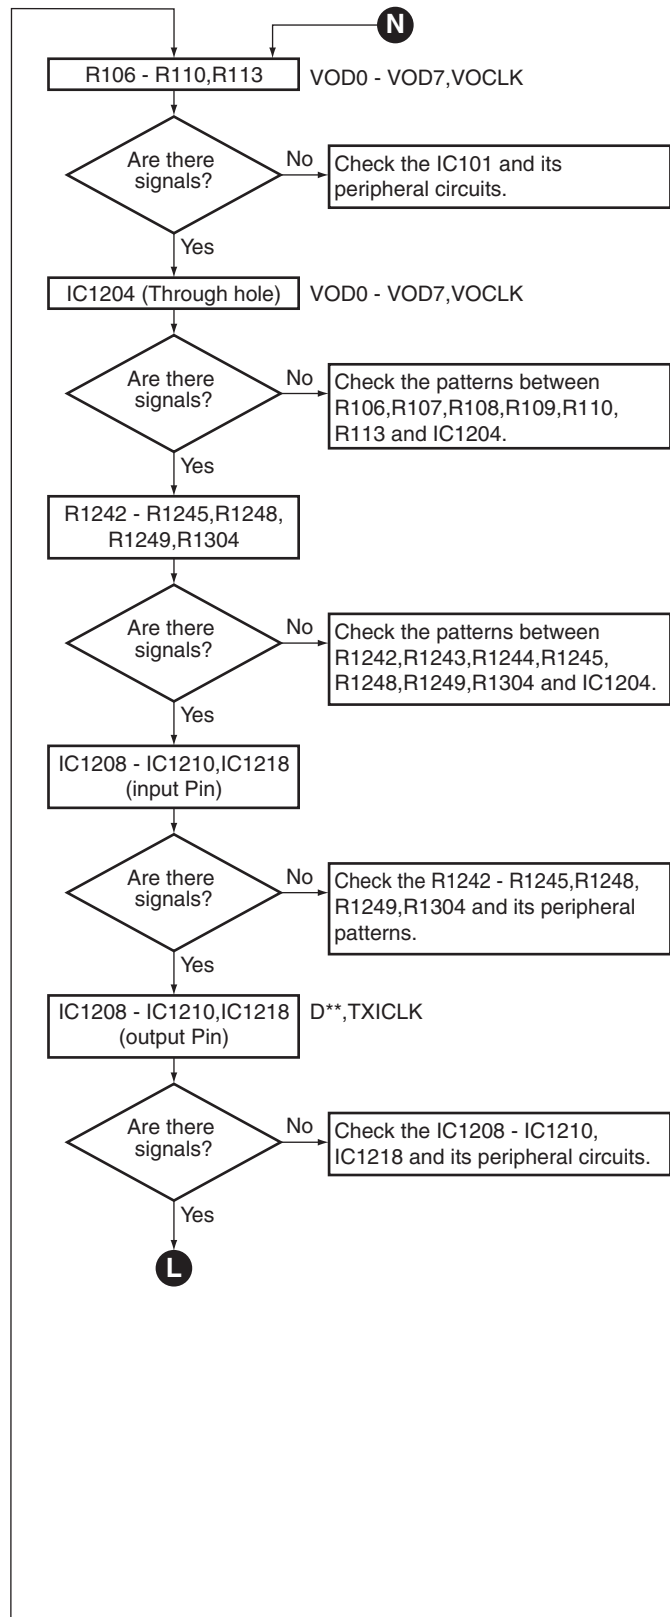 N
R106 - R110,R113
VOD0 - VOD7,VOCLK
Are there
signals?
No
Check the IC101 and its
peripheral circuits.
Yes
IC1204 (Through hole)
VOD0 - VOD7,VOCLK
Are there
signals?
No
Check the patterns between
R106,R107,R108,R109,R110,
R113 and IC1204.
Yes
R1242 - R1245,R1248,
R1249,R1304
Are there
signals?
No
Check the patterns between
R1242,R1243,R1244,R1245,
R1248,R1249,R1304 and IC1204.
Yes
IC1208 - IC1210,IC1218
(input Pin)
Are there
signals?
No
Check the R1242 - R1245,R1248,
R1249,R1304 and its peripheral
patterns.
Yes
IC1208 - IC1210,IC1218
(output Pin)
D**,TXICLK
Are there
signals?
No
Check the IC1208 - IC1210,
IC1218 and its peripheral circuits.
Yes
L